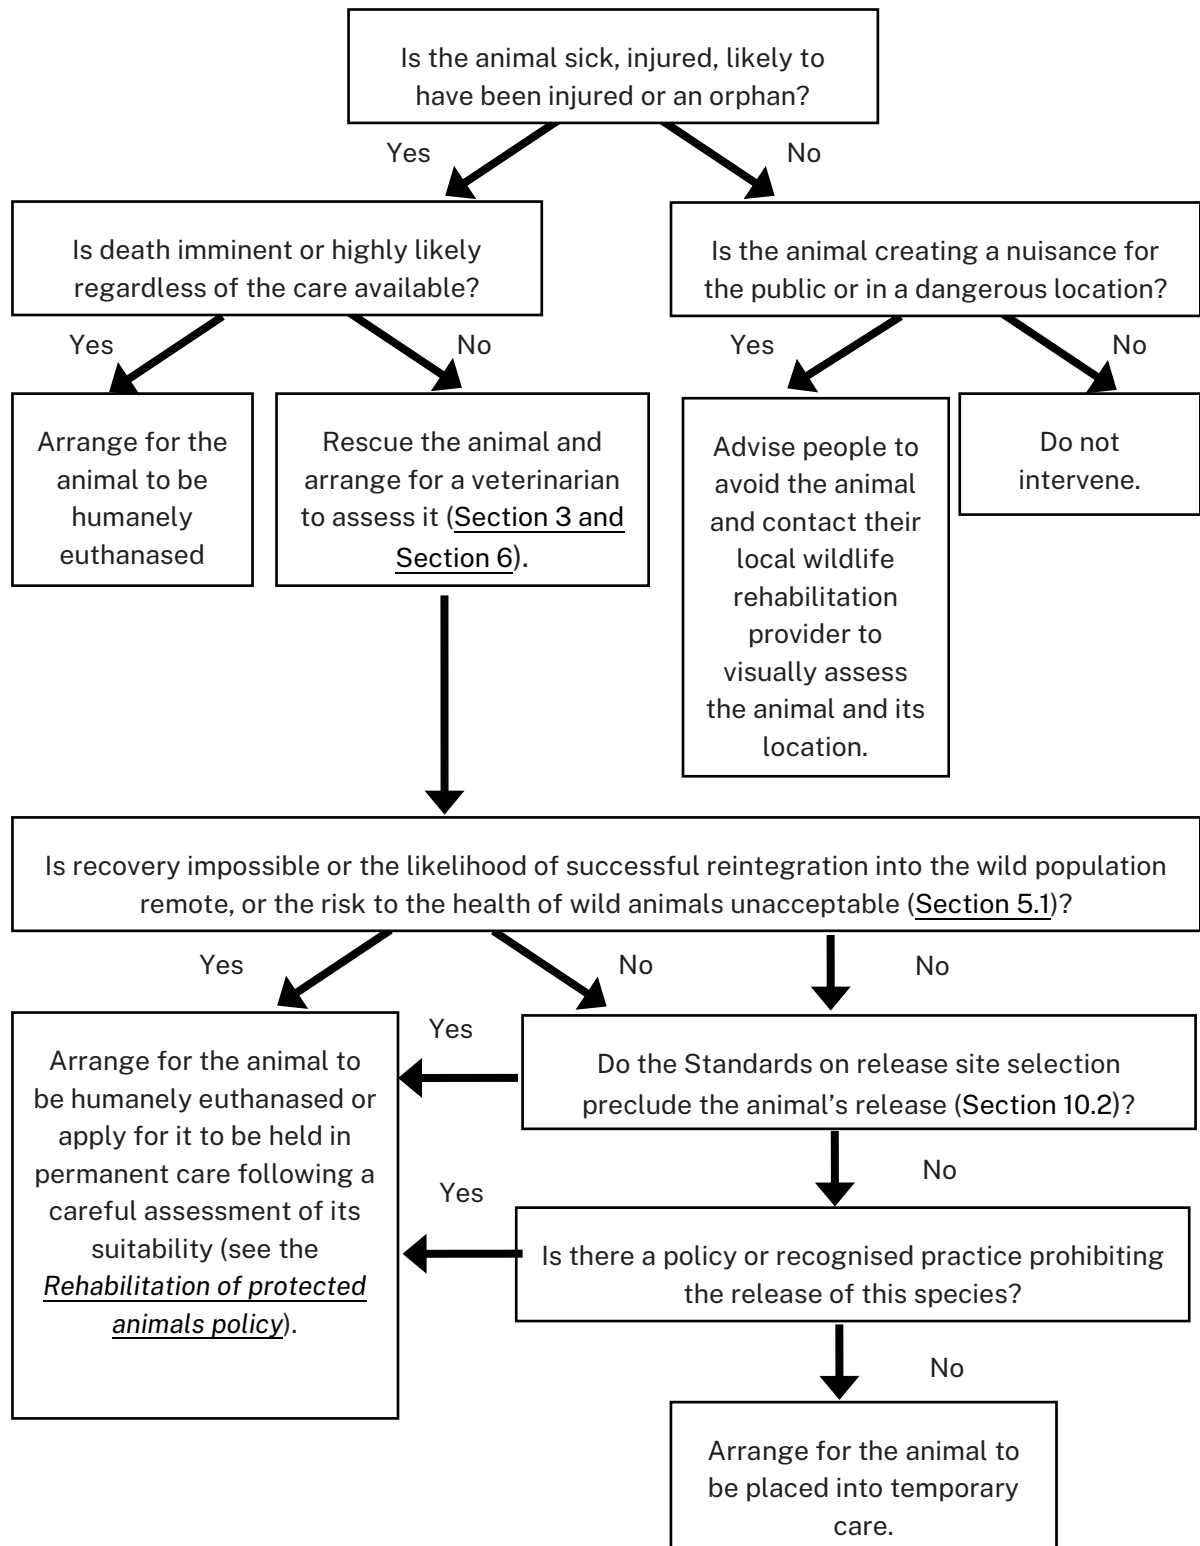 Is the animal sick, injured, likely to
have been injured or an orphan?
Yes
No
Is death imminent or highly likely
regardless of the care available?
Is the animal creating a nuisance for
the public or in a dangerous location?
Yes
No
Yes
No
Arrange for the
animal to be
humanely
euthanased
Rescue the animal and
arrange for a veterinarian
to assess it (Section 3 and
Section 6).
Advise people to
avoid the animal
and contact their
local wildlife
rehabilitation
provider to
visually assess
the animal and its
location.
Do not
intervene.
Is recovery impossible or the likelihood of successful reintegration into the wild population
remote, or the risk to the health of wild animals unacceptable (Section 5.1)?
Yes
No
No
Arrange for the animal to
be humanely euthanased or
apply for it to be held in
permanent care following a
careful assessment of its
suitability (see the
Rehabilitation of protected
animals policy).
Yes
Do the Standards on release site selection
preclude the animal’s release (Section 10.2)?
No
Yes
Is there a policy or recognised practice prohibiting
the release of this species?
No
Arrange for the animal to
be placed into temporary
care.